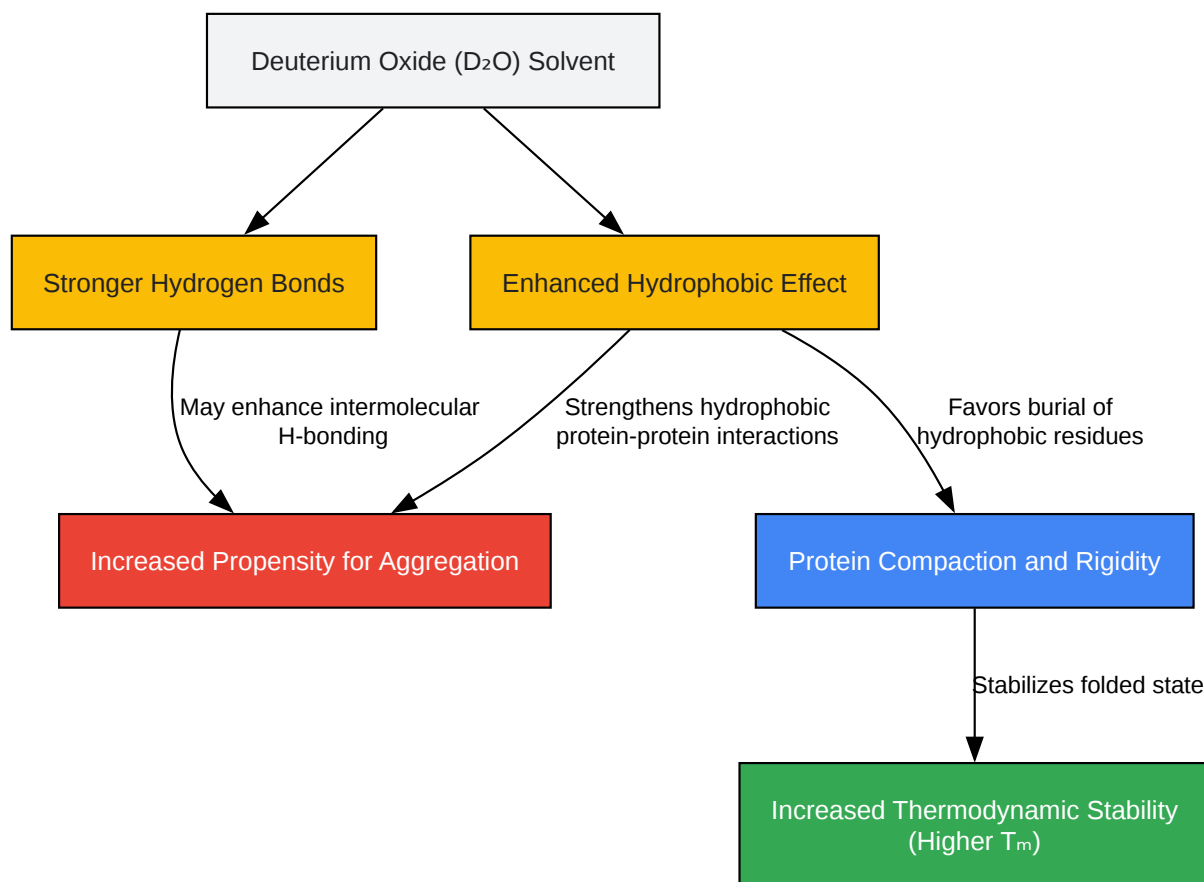 Deuterium Oxide (D₂O) Solvent
Stronger Hydrogen Bonds
Enhanced Hydrophobic Effect
May enhance intermolecular
H-bonding
Strengthens hydrophobic
protein-protein interactions
Favors burial of
hydrophobic residues
Increased Propensity for Aggregation
Protein Compaction and Rigidity
Stabilizes folded state
Increased Thermodynamic Stability
(Higher Tₘ)